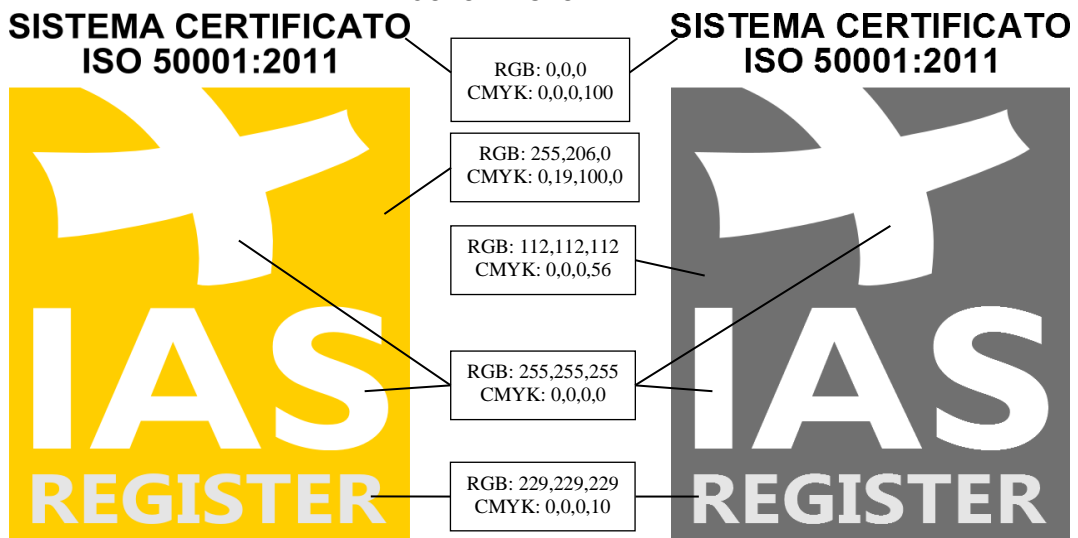 SISTEMA CERTIFICATO
ISO 50001:2011
SISTEMA CERTIFICATO
ISO 50001:2011
RGB: 0,0,0
CMYK: 0,0,0,100
RGB: 255,206,0
CMYK: 0,19,100,0
RGB: 112,112,112
CMYK: 0,0,0,56
RGB: 255,255,255
CMYK: 0,0,0,0
RGB: 229,229,229
CMYK: 0,0,0,10
IAS
REGISTER
IAS
REGISTER